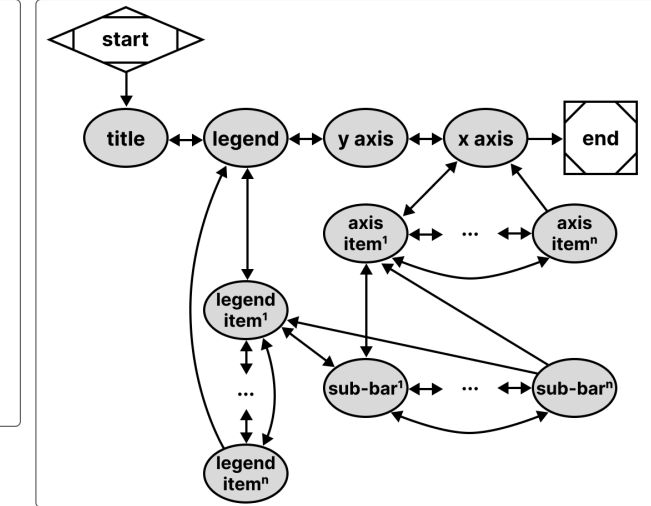 start
title
legend
y axis
x axis
end
axis
item¹
...
axis
itemⁿ
legend
item¹
...
sub-bar¹
...
sub-barⁿ
legend
itemⁿ